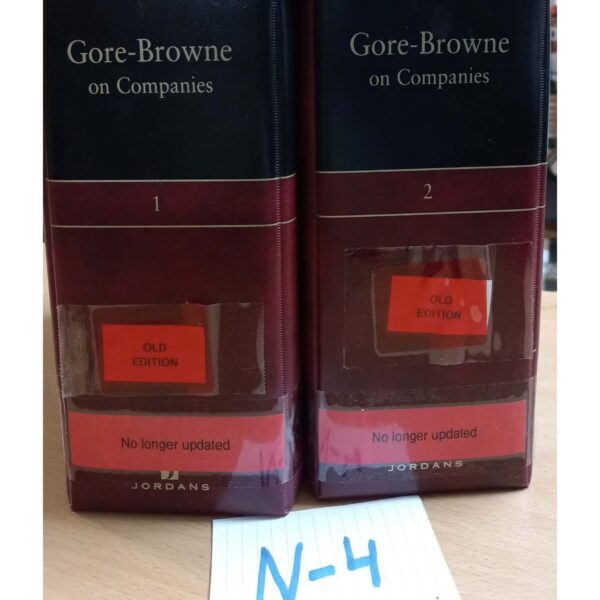 Gore-Browne
on Companies
1
OLD
EDITION
No longer updated
JORDANS
Gore-Browne
on Companies
2
OLD
EDITION
No longer updated
JORDANS
N-4